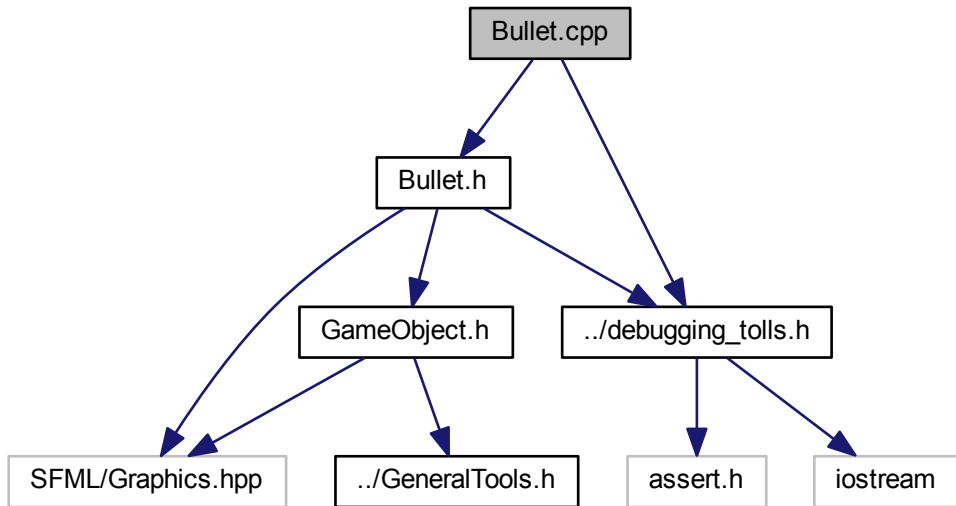 Bullet.cpp
Bullet.h
GameObject.h
../debugging_tolls.h
SFML/Graphics.hpp
../GeneralTools.h
assert.h
iostream